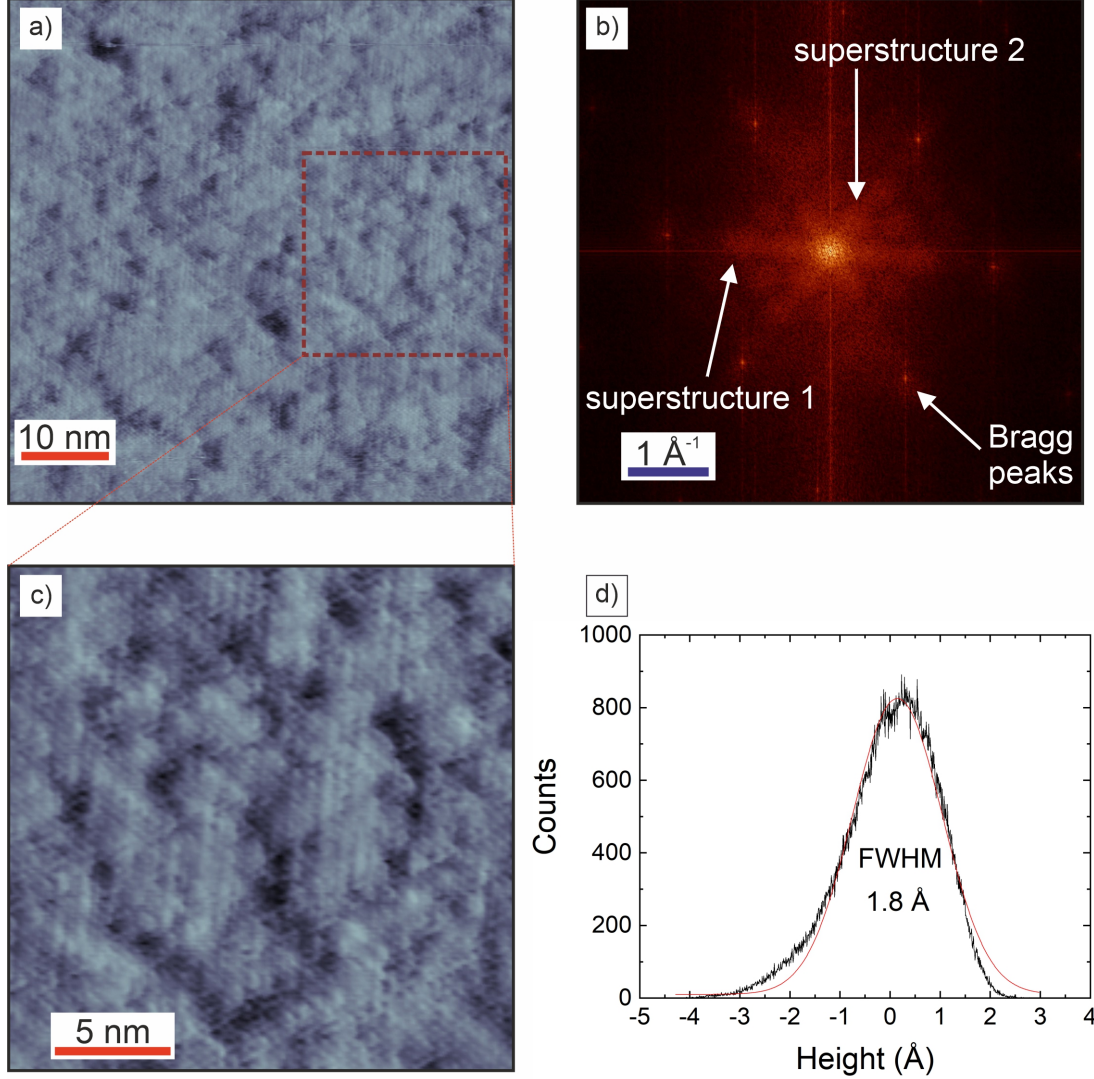 a)
10 nm
b)
superstructure 2
superstructure 1
1 Å⁻¹
Bragg
peaks
c)
5 nm
d)
1000
800
600
400
200
0
Counts
FWHM
1.8 Å
-5 -4 -3 -2 -1 0 1 2 3 4
Height (Å)